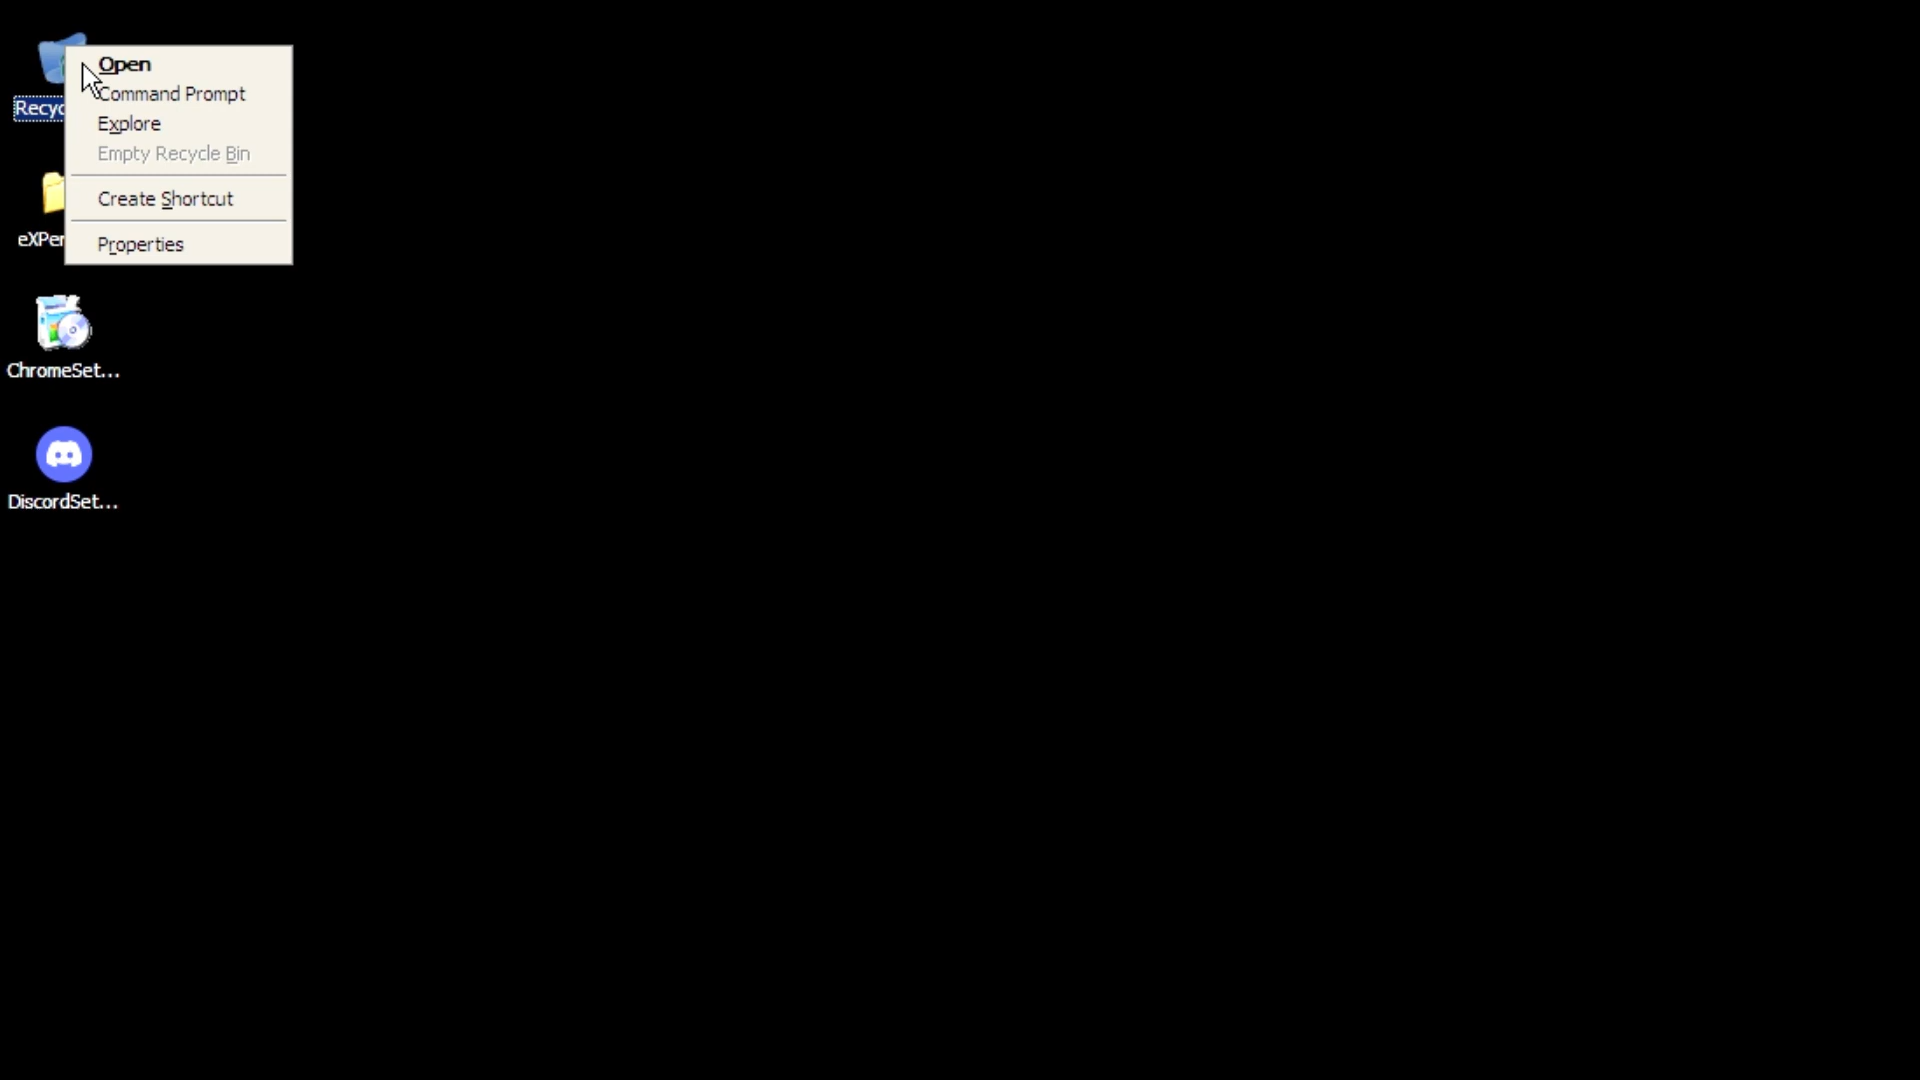 Open
Command Prompt
Explore
Empty Recycle Bin
Create Shortcut
Properties
Recyc
eXPer
ChromeSet...
DiscordSet...